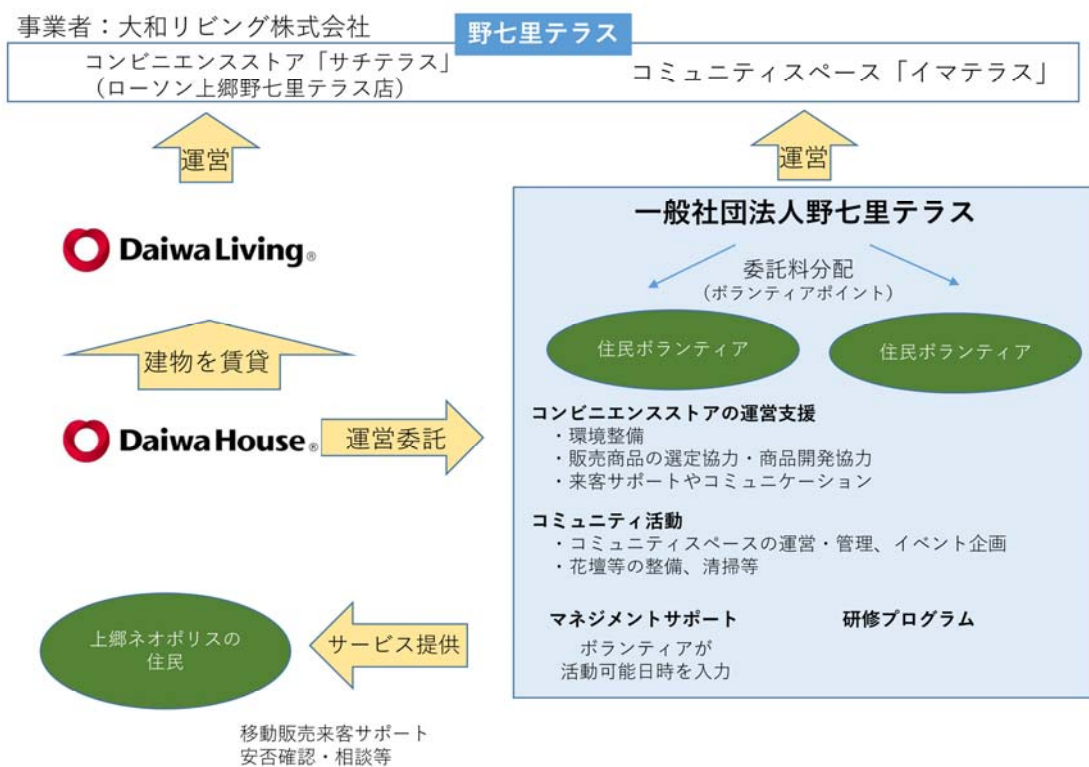 事業者：大和リビング株式会社
野七里テラス
コンビニエンスストア「サチテラス」
（ローソン上郷野七里テラス店）
コミュニティスペース「イマテラス」
運営
運営
Daiwa Living®
建物を賃貸
Daiwa House®
運営委託
一般社団法人野七里テラス
委託料分配
（ボランティアポイント）
住民ボランティア
住民ボランティア
コンビニエンスストアの運営支援
・環境整備
・販売商品の選定協力・商品開発協力
・来客サポートやコミュニケーション
コミュニティ活動
・コミュニティスペースの運営・管理、イベント企画
・花壇等の整備、清掃等
マネジメントサポート
ボランティアが
活動可能日時を入力
研修プログラム
サービス提供
上郷ネオポリスの
住民
移動販売来客サポート
安否確認・相談等